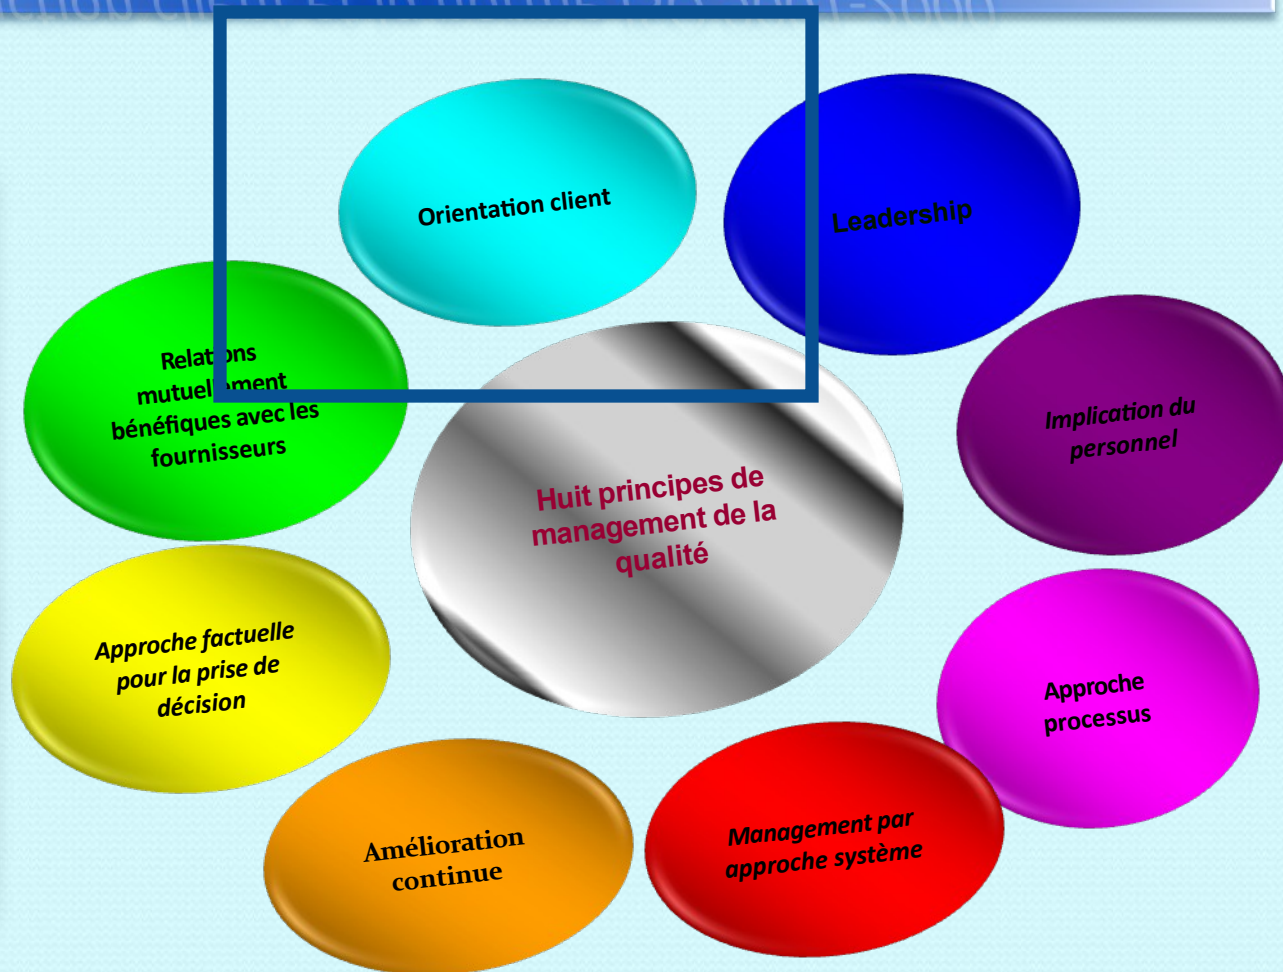 Orientation client
Leadership
Implication du
personnel
Approche
processus
Management par
approche système
Amélioration
continue
Approche factuelle
pour la prise de
décision
Relations
mutuellement
bénéfiques avec les
fournisseurs
Huit principes de
management de la
qualité